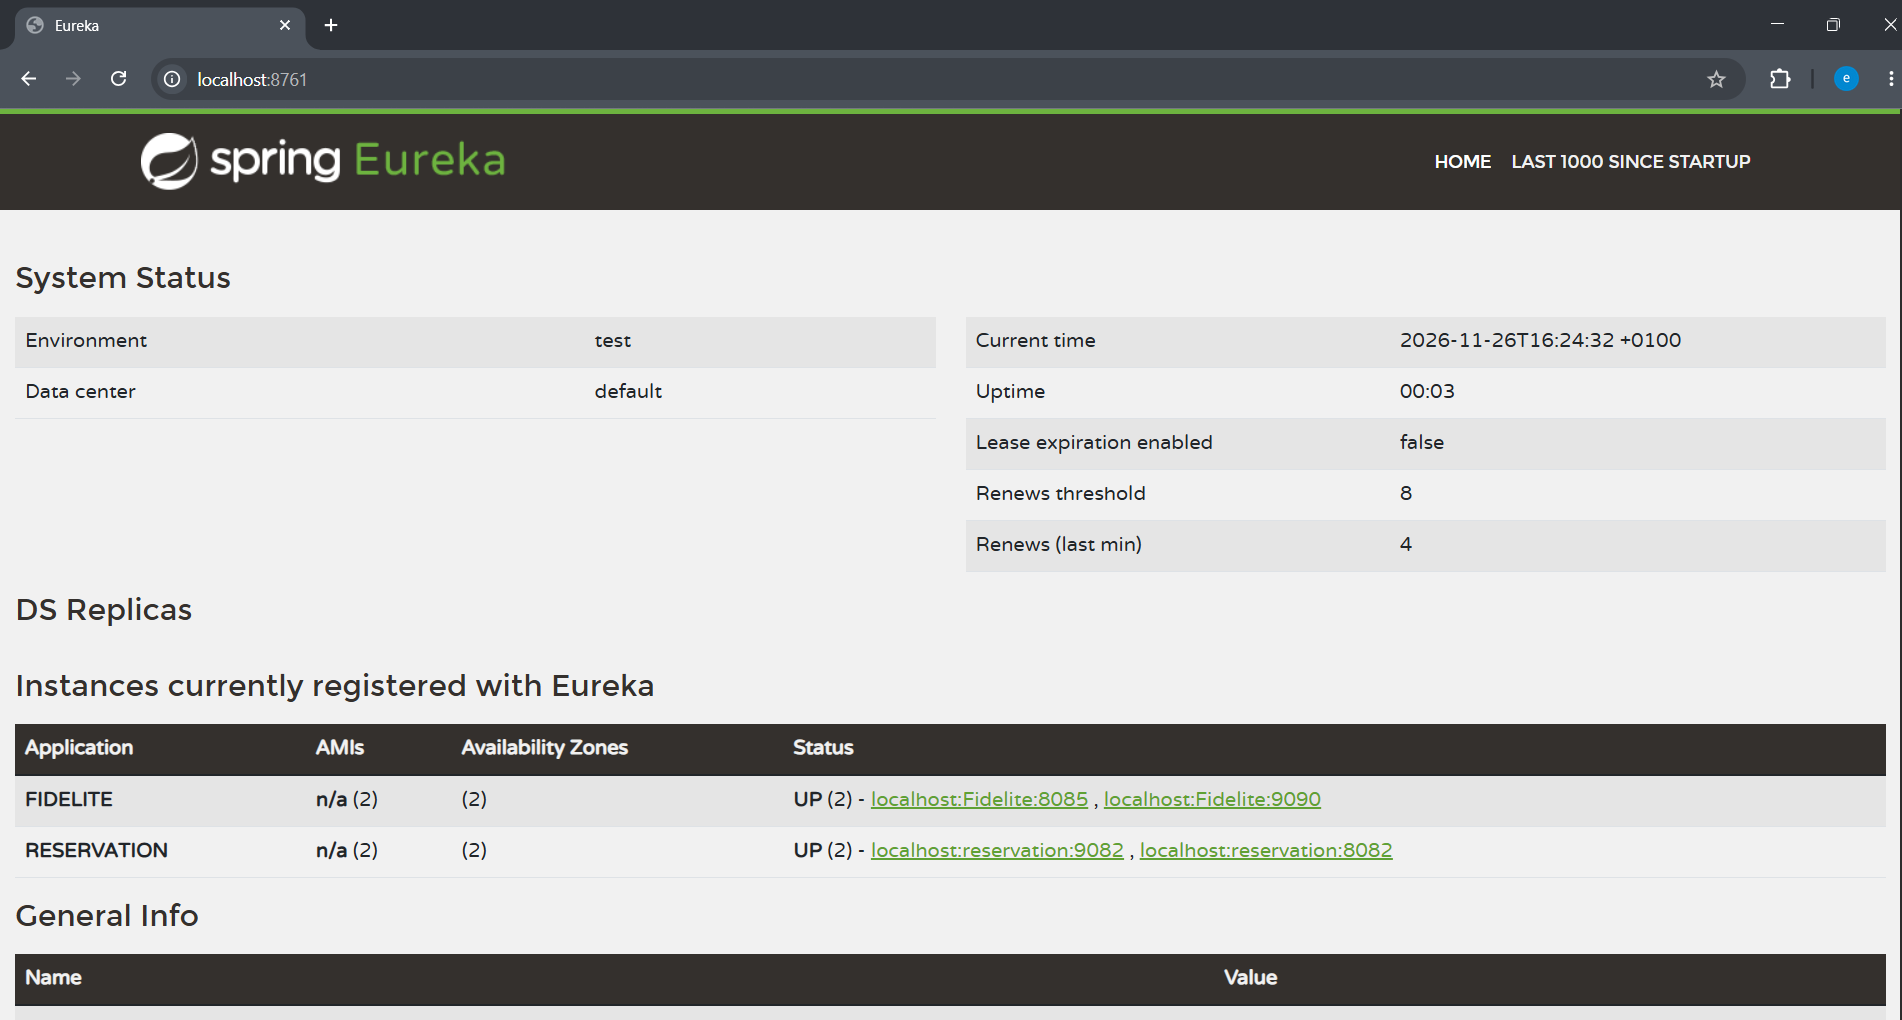 Eureka
localhost:8761
e
spring Eureka
HOME LAST 1000 SINCE STARTUP
System Status
Environment test
Data center default
Current time 2026-11-26T16:24:32 +0100
Uptime 00:03
Lease expiration enabled false
Renews threshold 8
Renews (last min) 4
DS Replicas
Instances currently registered with Eureka
Application AMIs Availability Zones Status
FIDELITE n/a (2) (2) UP (2) - localhost:Fidelite:8085 , localhost:Fidelite:9090
RESERVATION n/a (2) (2) UP (2) - localhost:reservation:9082 , localhost:reservation:8082
General Info
Name Value